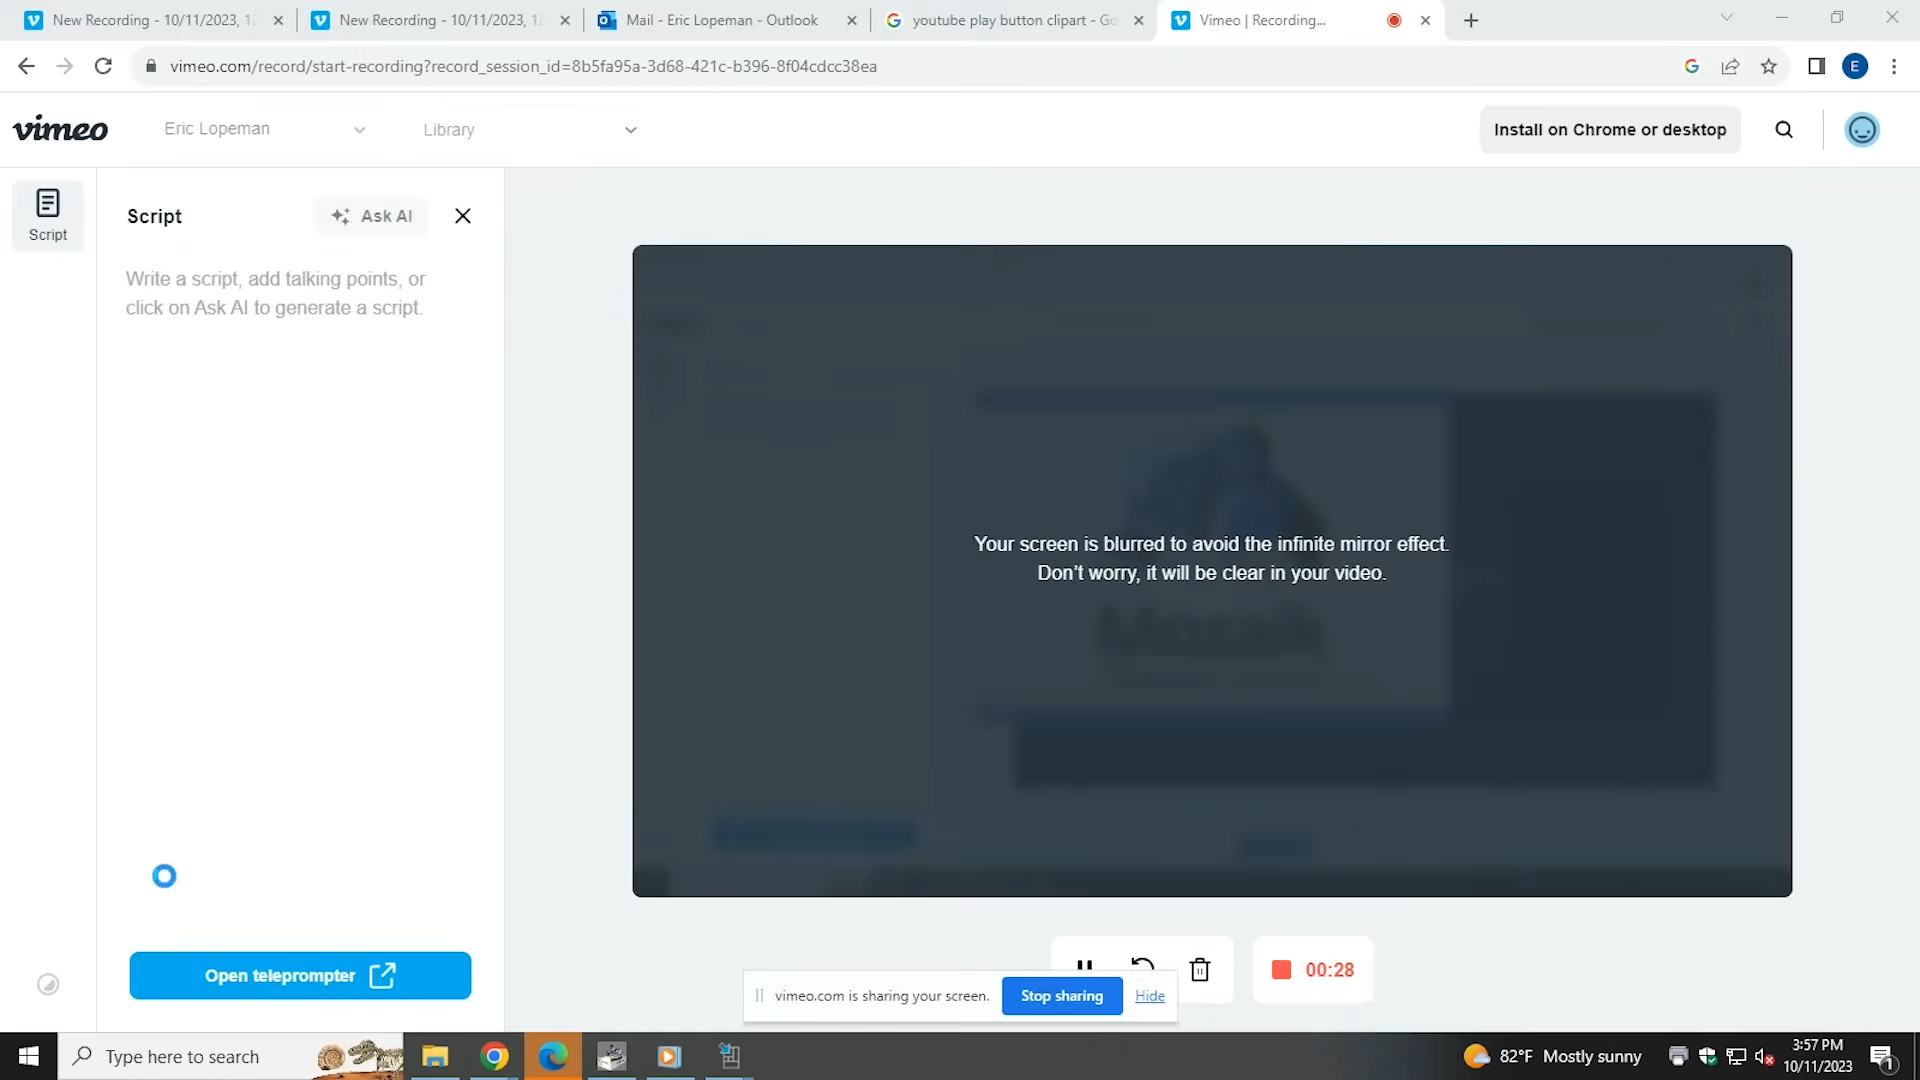 New Recording - 10/11/2023, 12
New Recording - 10/11/2023, 12
Mail - Eric Lopeman - Outlook
youtube play button clipart - Go
Vimeo | Recording...
vimeo.com/record/start-recording?record_session_id=8b5fa95a-3d68-421c-b396-8f04cdcc38ea
E
vimeo
Eric Lopeman
Library
Install on Chrome or desktop
Script
Script
Ask AI
Write a script, add talking points, or
click on Ask AI to generate a script.
Your screen is blurred to avoid the infinite mirror effect.
Don't worry, it will be clear in your video.
Mozaik
Open teleprompter
00:28
vimeo.com is sharing your screen.
Stop sharing
Hide
Type here to search
82°F Mostly sunny
3:57 PM
10/11/2023
1